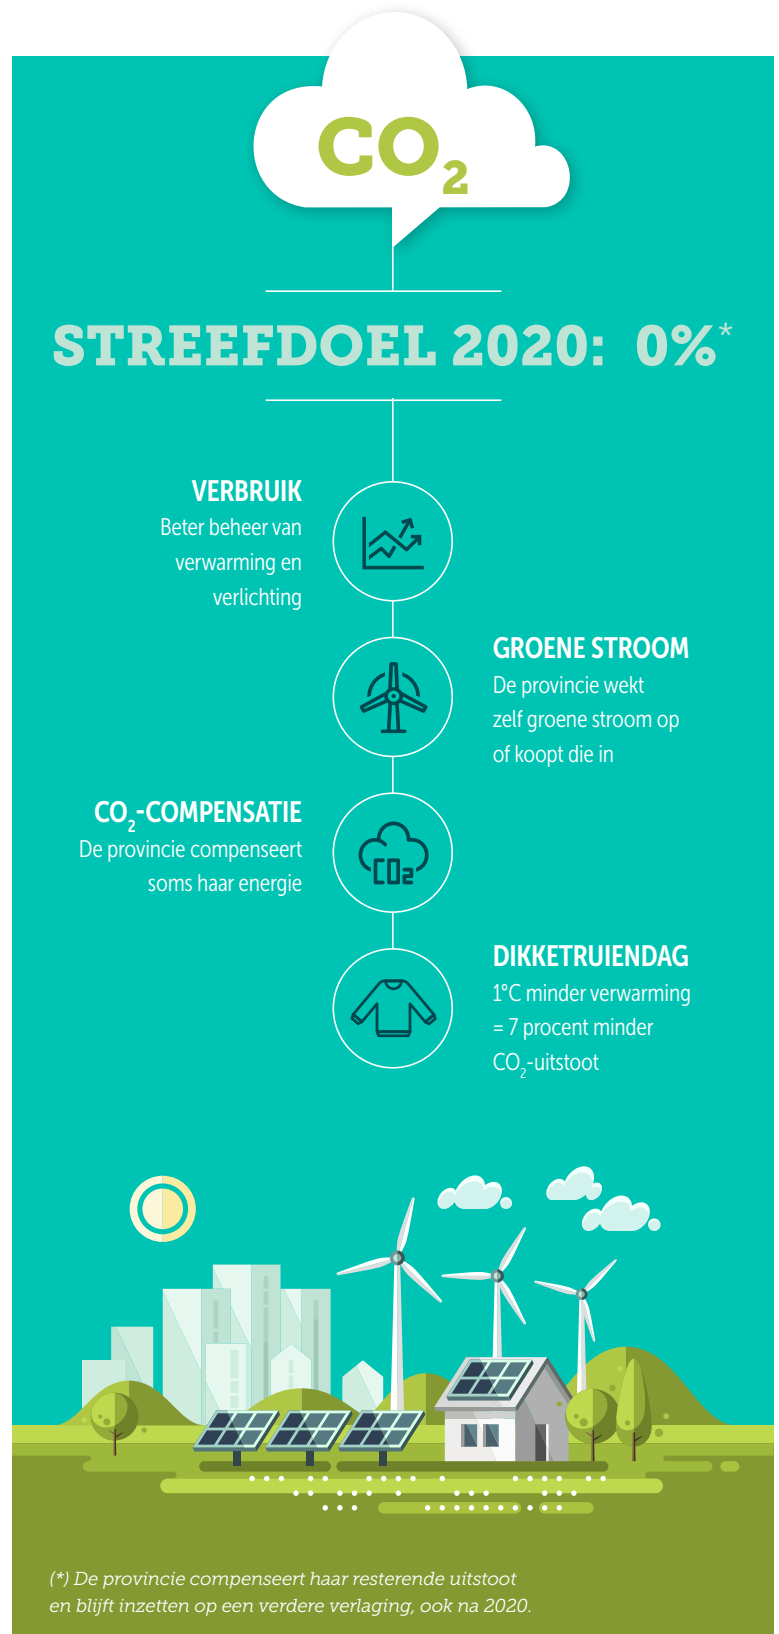 CO₂
STREEFDOEL 2020: 0%*
VERBRUIK
Beter beheer van
verwarming en
verlichting
GROENE STROOM
De provincie wekt
zelf groene stroom op
of koopt die in
CO₂-COMPENSATIE
De provincie compenseert
soms haar energie
CO₂
DIKKETRUIENDAG
1°C minder verwarming
= 7 procent minder
CO₂-uitstoot
(*) De provincie compenseert haar resterende uitstoot
en blijft inzetten op een verdere verlaging, ook na 2020.